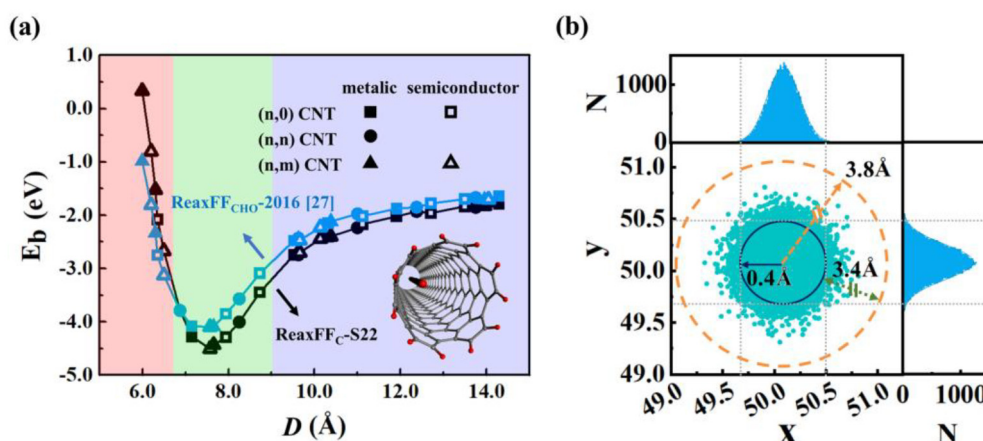 (a)
metalic semiconductor
(n,0) CNT
(n,n) CNT
(n,m) CNT
ReaxFFCHO-2016 [27]
ReaxFFC-S22
Eb (eV)
0.0
-1.0
-2.0
-3.0
-4.0
-5.0
6.0 8.0 10.0 12.0 14.0
D (Å)
(b)
N
1000
0
y
51.0
50.5
50.0
49.5
49.0
3.8Å
0.4Å
3.4Å
49.0 49.5 50.0 50.5 51.0
X
0 1000
N